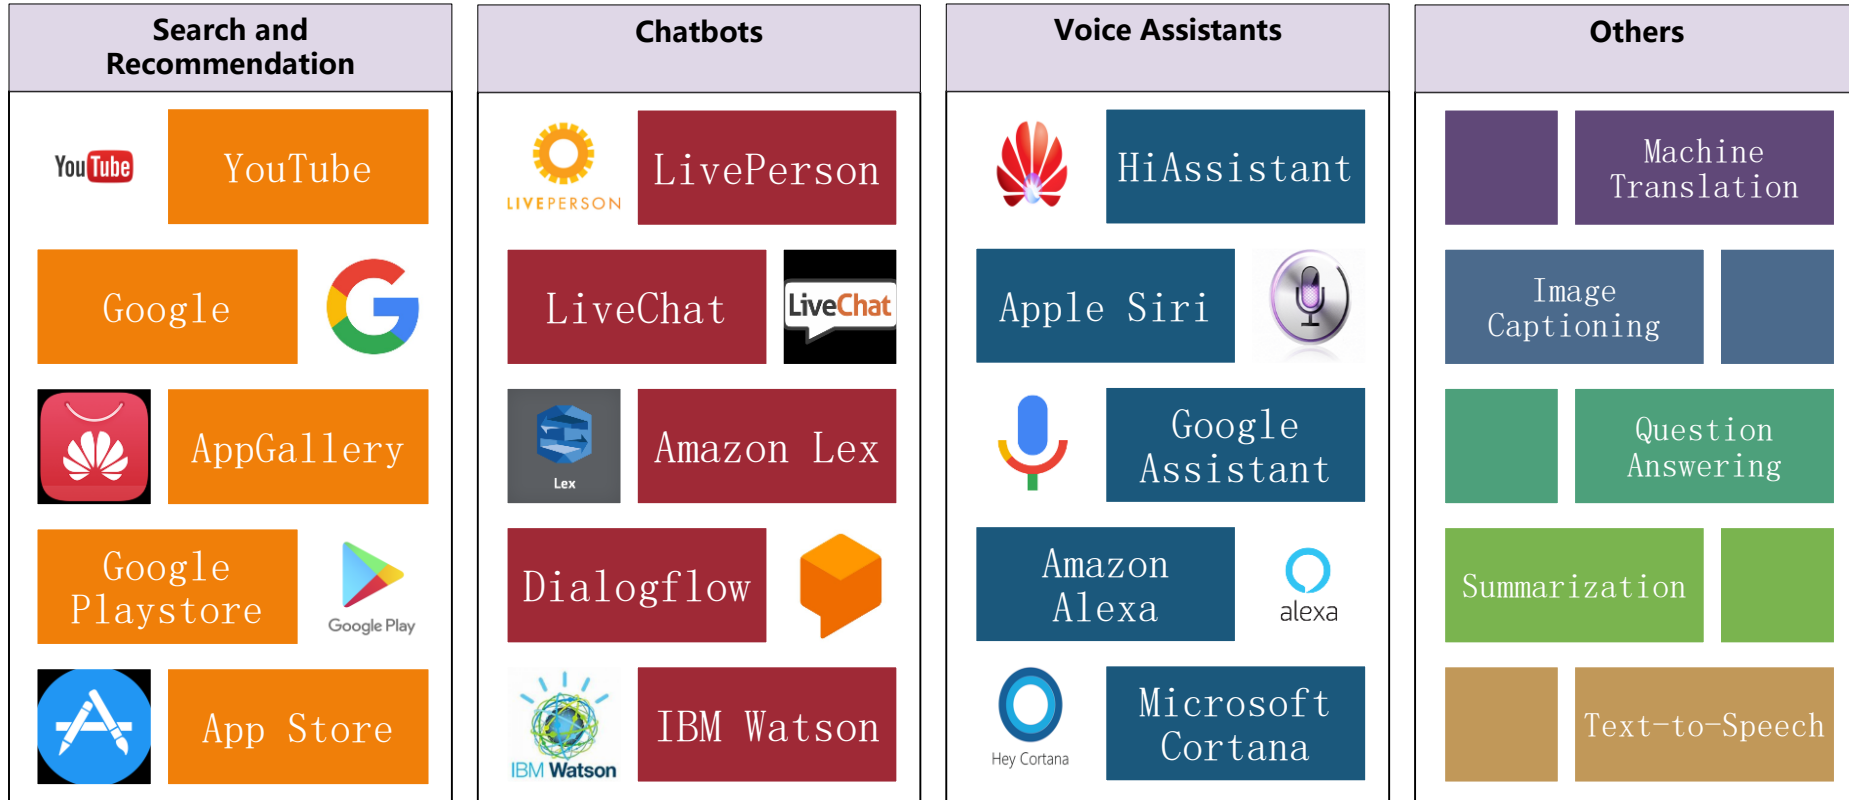 Search and
Recommendation
YouTube
YouTube
Google
AppGallery
Google
Playstore
Google Play
App Store
Chatbots
LIVEPERSON
LivePerson
LiveChat
LiveChat
Lex
Amazon Lex
Dialogflow
IBM Watson
IBM Watson
Voice Assistants
HiAssistant
Apple Siri
Google
Assistant
Amazon
Alexa
alexa
Hey Cortana
Microsoft
Cortana
Others
Machine
Translation
Image
Captioning
Question
Answering
Summarization
Text-to-Speech